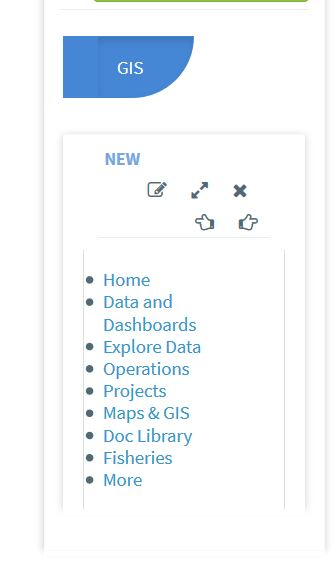 GIS
NEW
Home
Data and
Dashboards
Explore Data
Operations
Projects
Maps & GIS
Doc Library
Fisheries
More